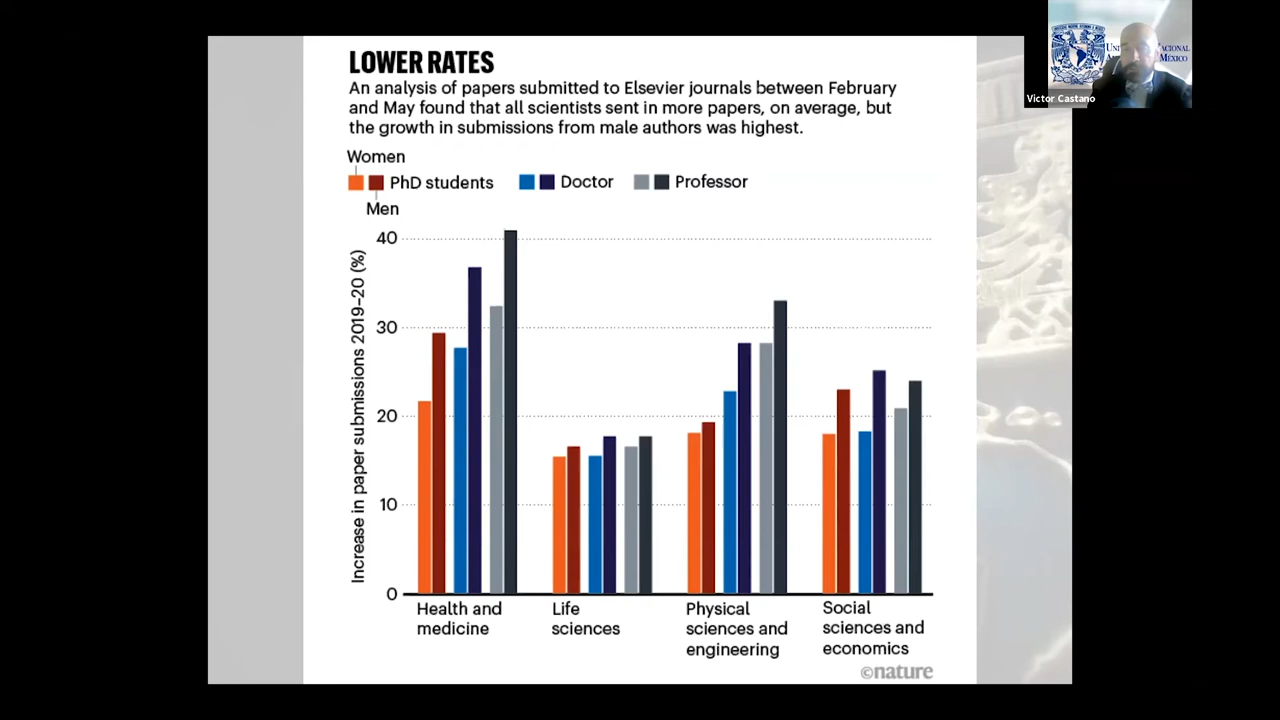 LOWER RATES
An analysis of papers submitted to Elsevier journals between February
and May found that all scientists sent in more papers, on average, but
the growth in submissions from male authors was highest.
Women
PhD students Doctor Professor
Men
Increase in paper submissions 2019–20 (%)
40
30
20
10
0
Health and
medicine
Life
sciences
Physical
sciences and
engineering
Social
sciences and
economics
©nature
MÉXICO
Victor Castano